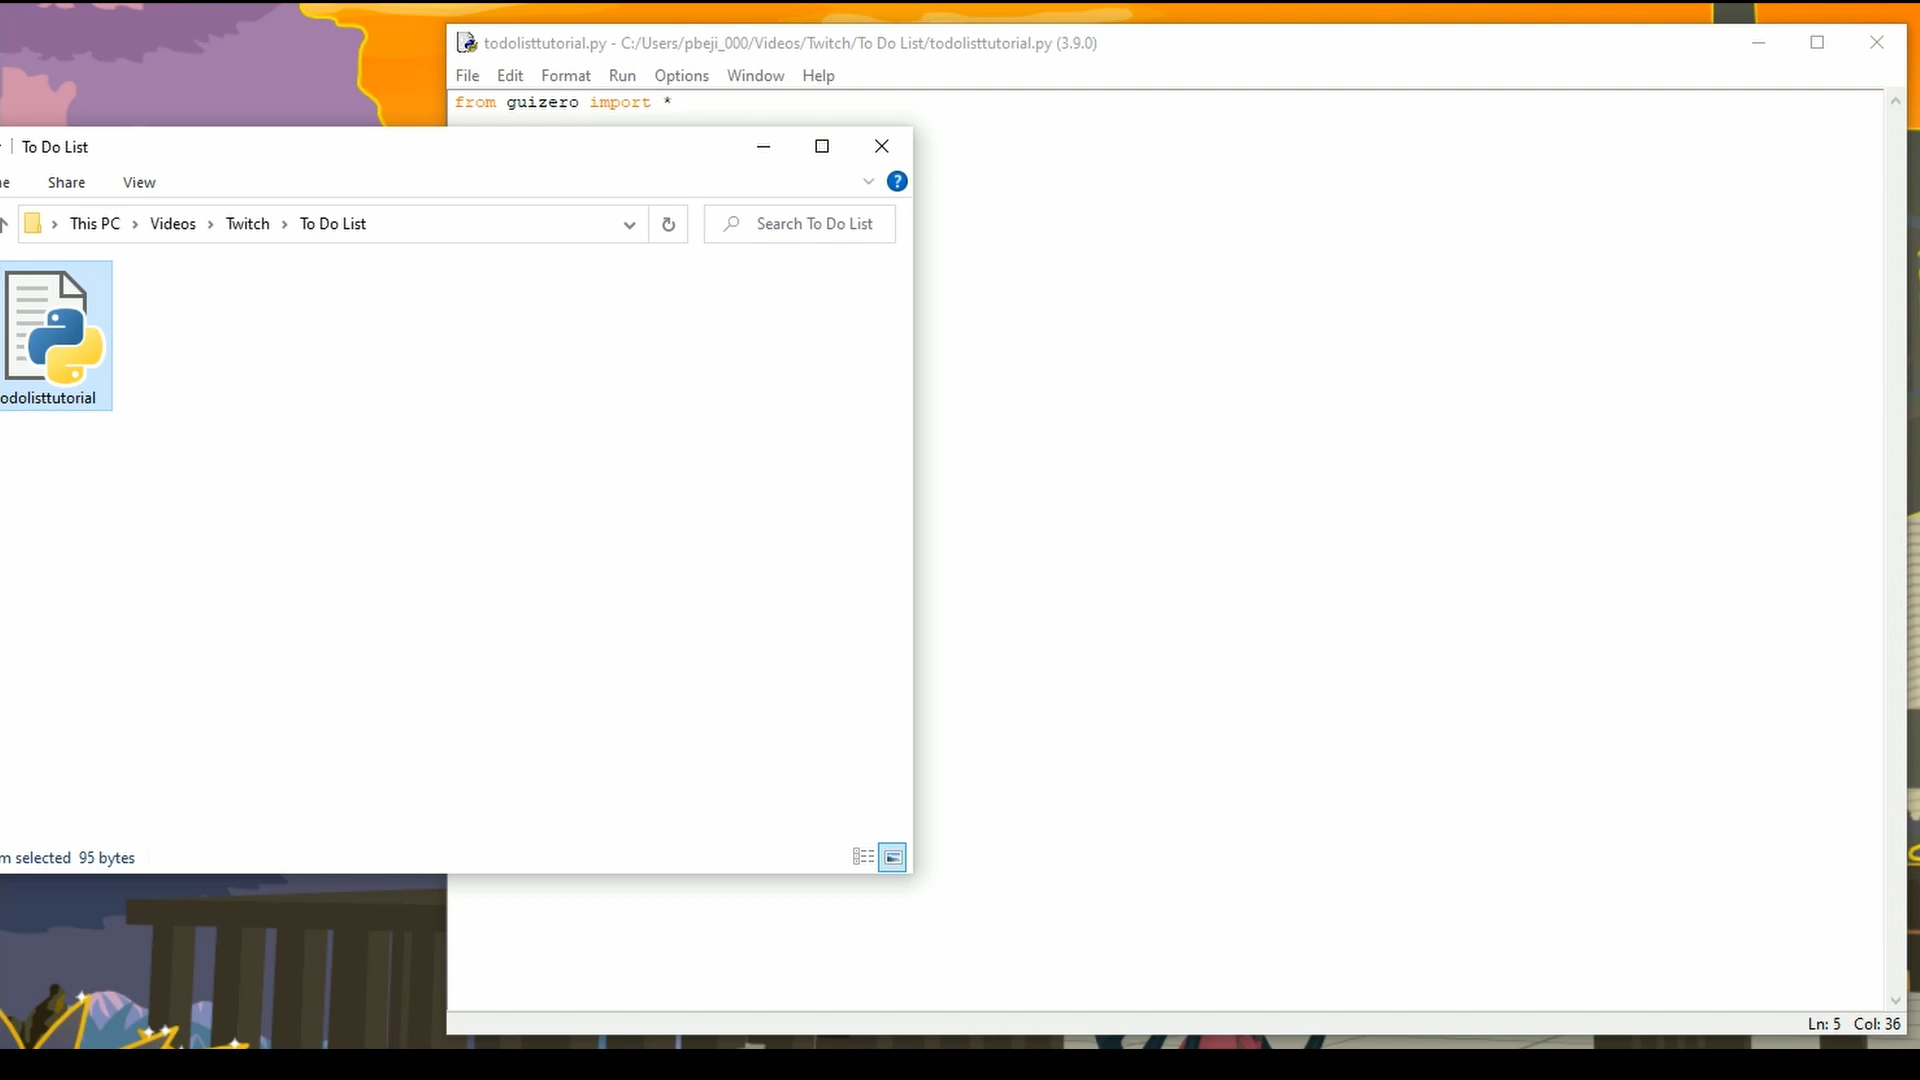 todolisttutorial.py - C:/Users/pbeji_000/Videos/Twitch/To Do List/todolisttutorial.py (3.9.0)
File Edit Format Run Options Window Help
from guizero import *
To Do List
e Share View
?
This PC > Videos > Twitch > To Do List
Search To Do List
odolisttutorial
m selected 95 bytes
Ln: 5 Col: 36